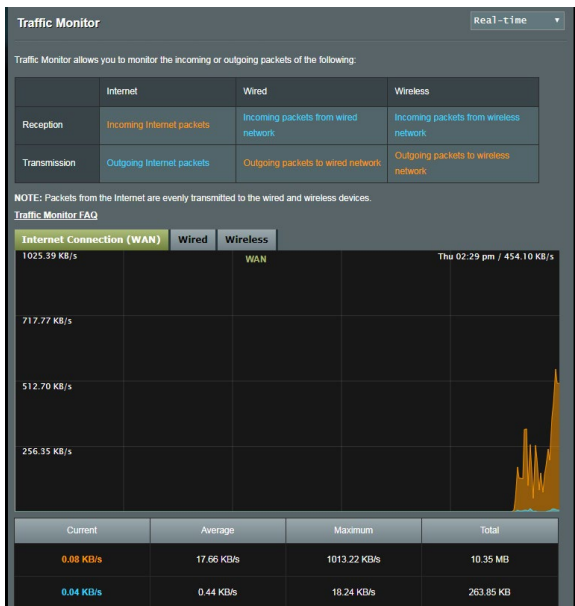 Traffic Monitor
Real-time
Traffic Monitor allows you to monitor the incoming or outgoing packets of the following:
Internet Wired Wireless
Reception Incoming Internet packets Incoming packets from wired network Incoming packets from wireless network
Transmission Outgoing Internet packets Outgoing packets to wired network Outgoing packets to wireless network
NOTE: Packets from the Internet are evenly transmitted to the wired and wireless devices.
Traffic Monitor FAQ
Internet Connection (WAN) Wired Wireless
1025.39 KB/s WAN Thu 02:29 pm / 454.10 KB/s
717.77 KB/s
512.70 KB/s
256.35 KB/s
Current Average Maximum Total
0.08 KB/s 17.66 KB/s 1013.22 KB/s 10.35 MB
0.04 KB/s 0.44 KB/s 18.24 KB/s 263.85 KB